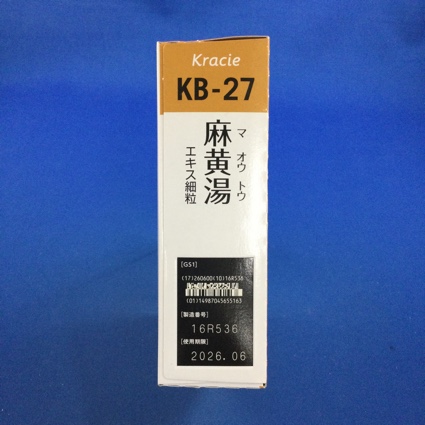 Kracie
KB-27
麻黄湯
マ オウ トウ
エキス細粒
[GS1]
(17)260600(10)16R536
(01)14987045655163
[製造番号]
16R536
[使用期限]
2026.06